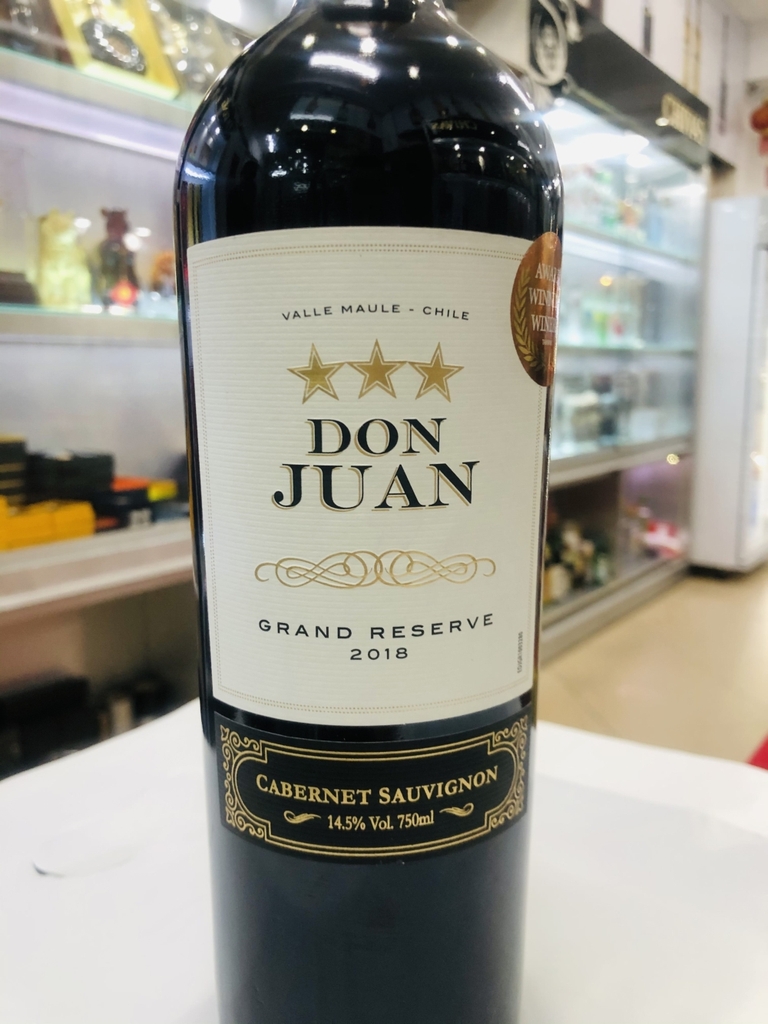 VALLE MAULE - CHILE
DON
JUAN
GRAND RESERVE
2018
CABERNET SAUVIGNON
14.5% Vol. 750ml